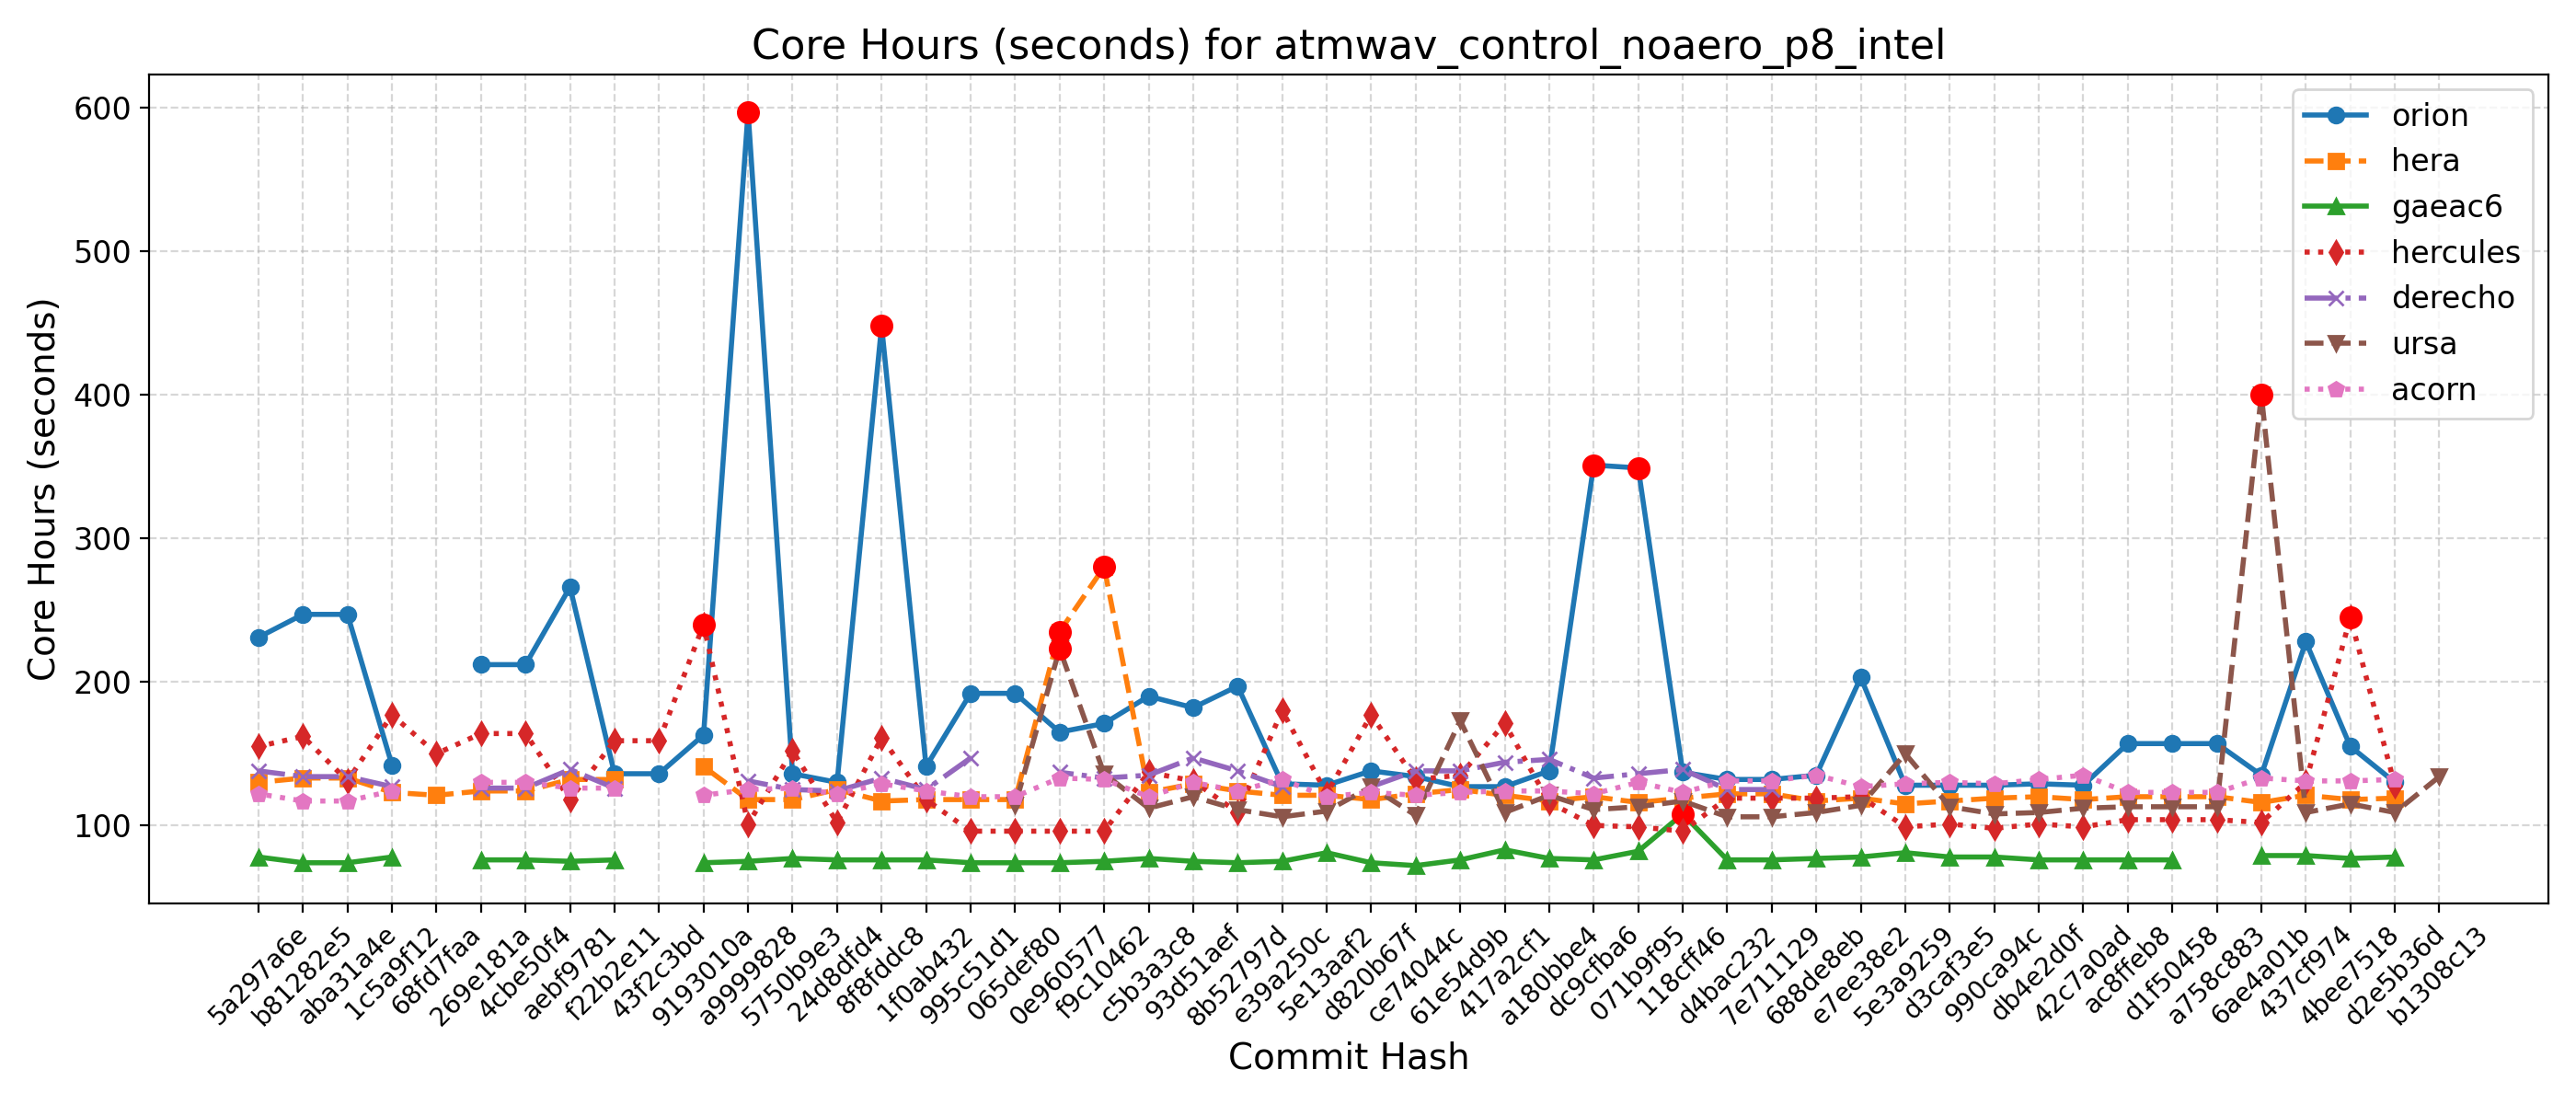 Core Hours (seconds) for atmwav_control_noaero_p8_intel
Core Hours (seconds)
600
500
400
300
200
100
orion
hera
gaeac6
hercules
derecho
ursa
acorn
5a297a6e
b81282e5
aba31a4e
1c5a9f12
68fd7faa
269e181a
4cbe50f4
aebf9781
f22b2e11
43f2c3bd
9193010a
a9999828
5750b9e3
24d8dfd4
8f8fddc8
1f0ab432
995c51d1
065def80
0e960577
f9c10462
c5b3a3c8
93d51aef
8b52797d
e39a250c
5e13aaf2
d820b67f
ce74044c
61e54d9b
417a2cf1
a180bbe4
dc9cfba6
071b9f95
118cff46
d4bac232
7e711129
688de8eb
e7ee38e2
5e3a9259
d3caf3e5
990ca94c
db4e2d0f
42c7a0ad
ac8ffeb8
d1f50458
a758c883
6ae4a01b
437cf974
4bee7518
d2e5b36d
b1308c13
Commit Hash